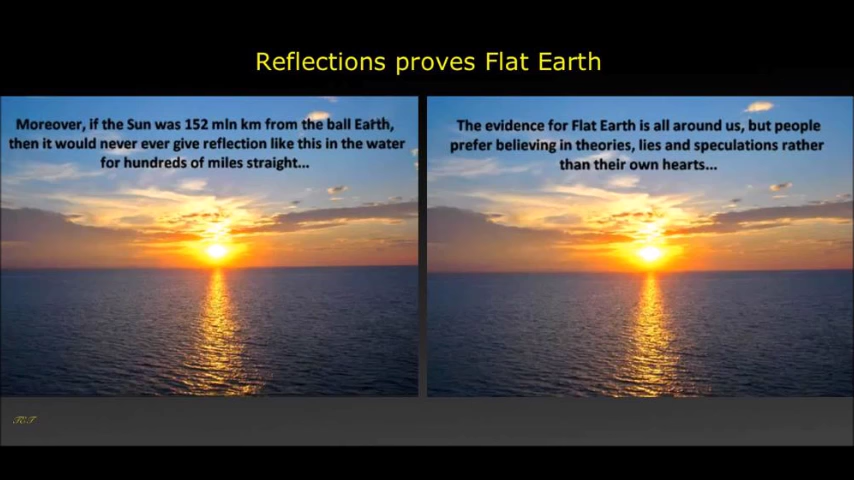 Reflections proves Flat Earth
Moreover, if the Sun was 152 mln km from the ball Earth,
then it would never ever give reflection like this in the water
for hundreds of miles straight...
The evidence for Flat Earth is all around us, but people
prefer believing in theories, lies and speculations rather
than their own hearts...